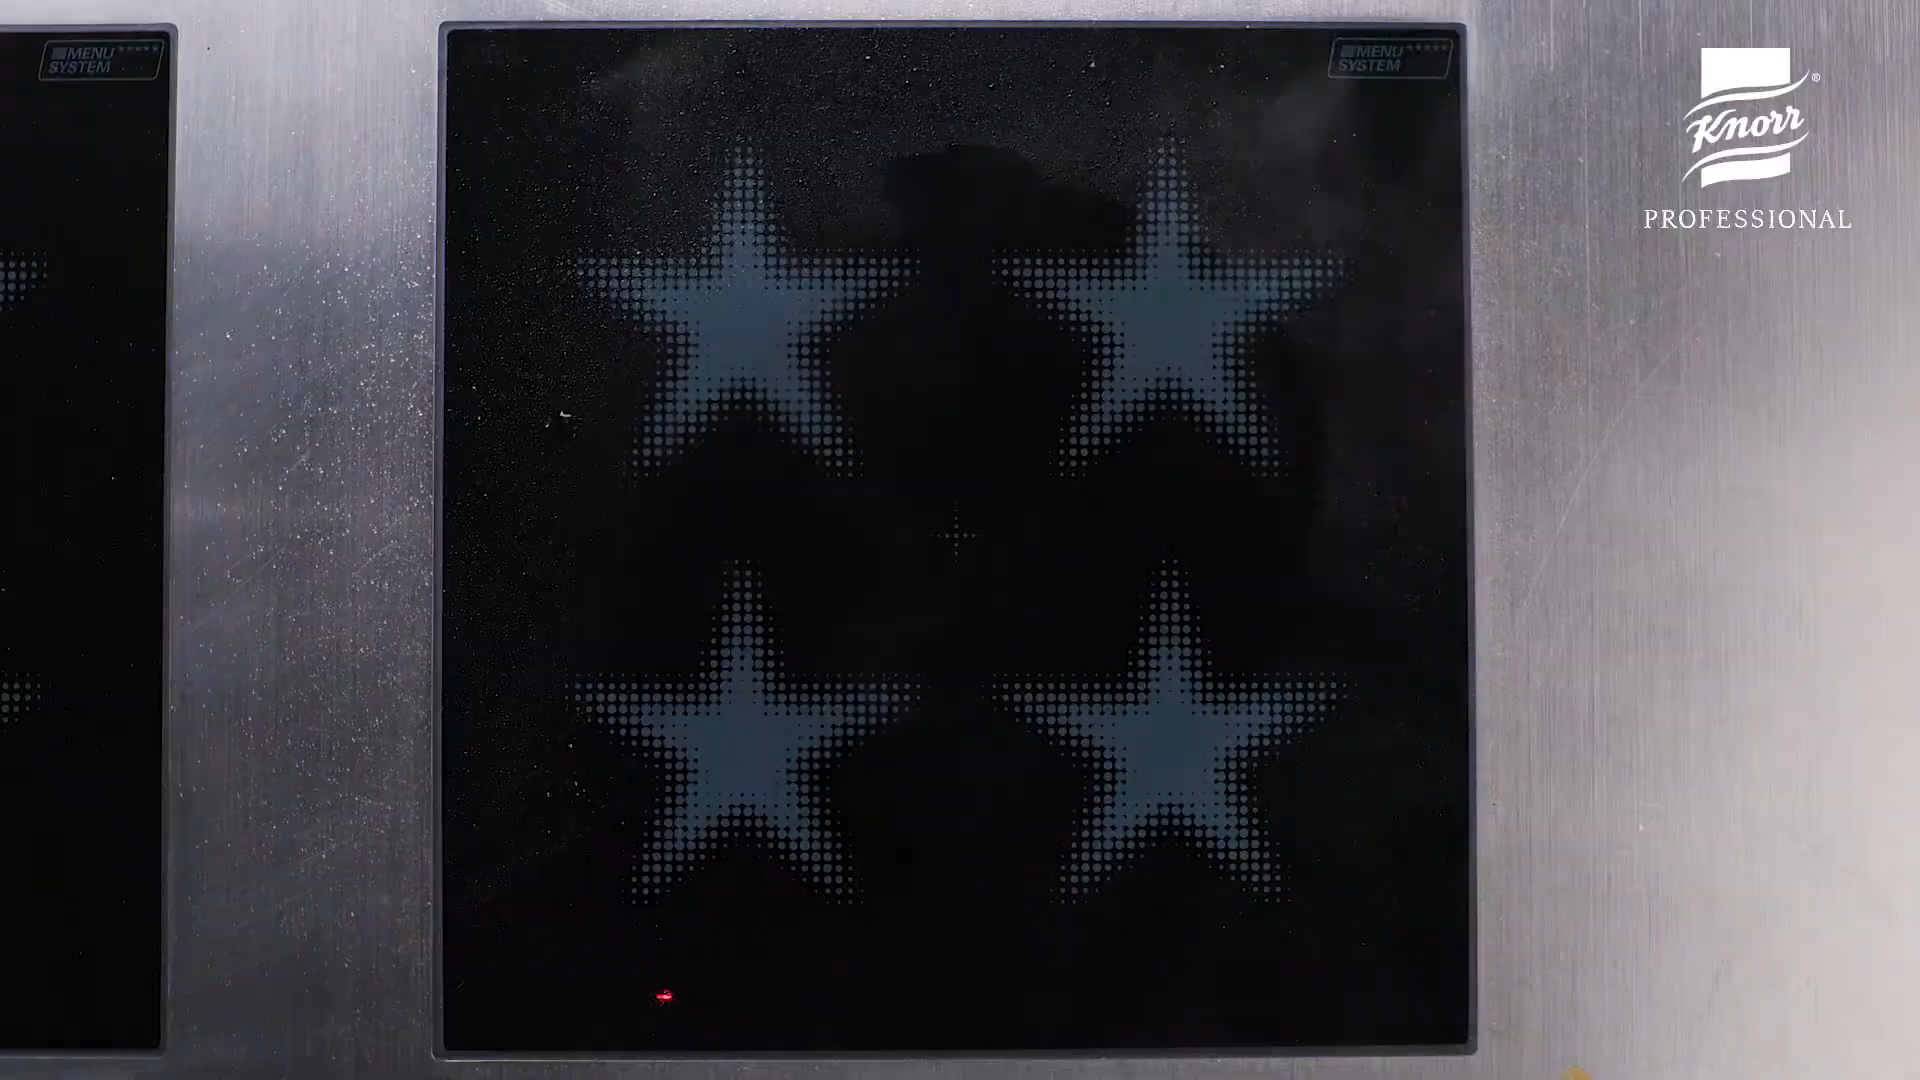 MENU
SYSTEM
MENU
SYSTEM
Knorr®
PROFESSIONAL